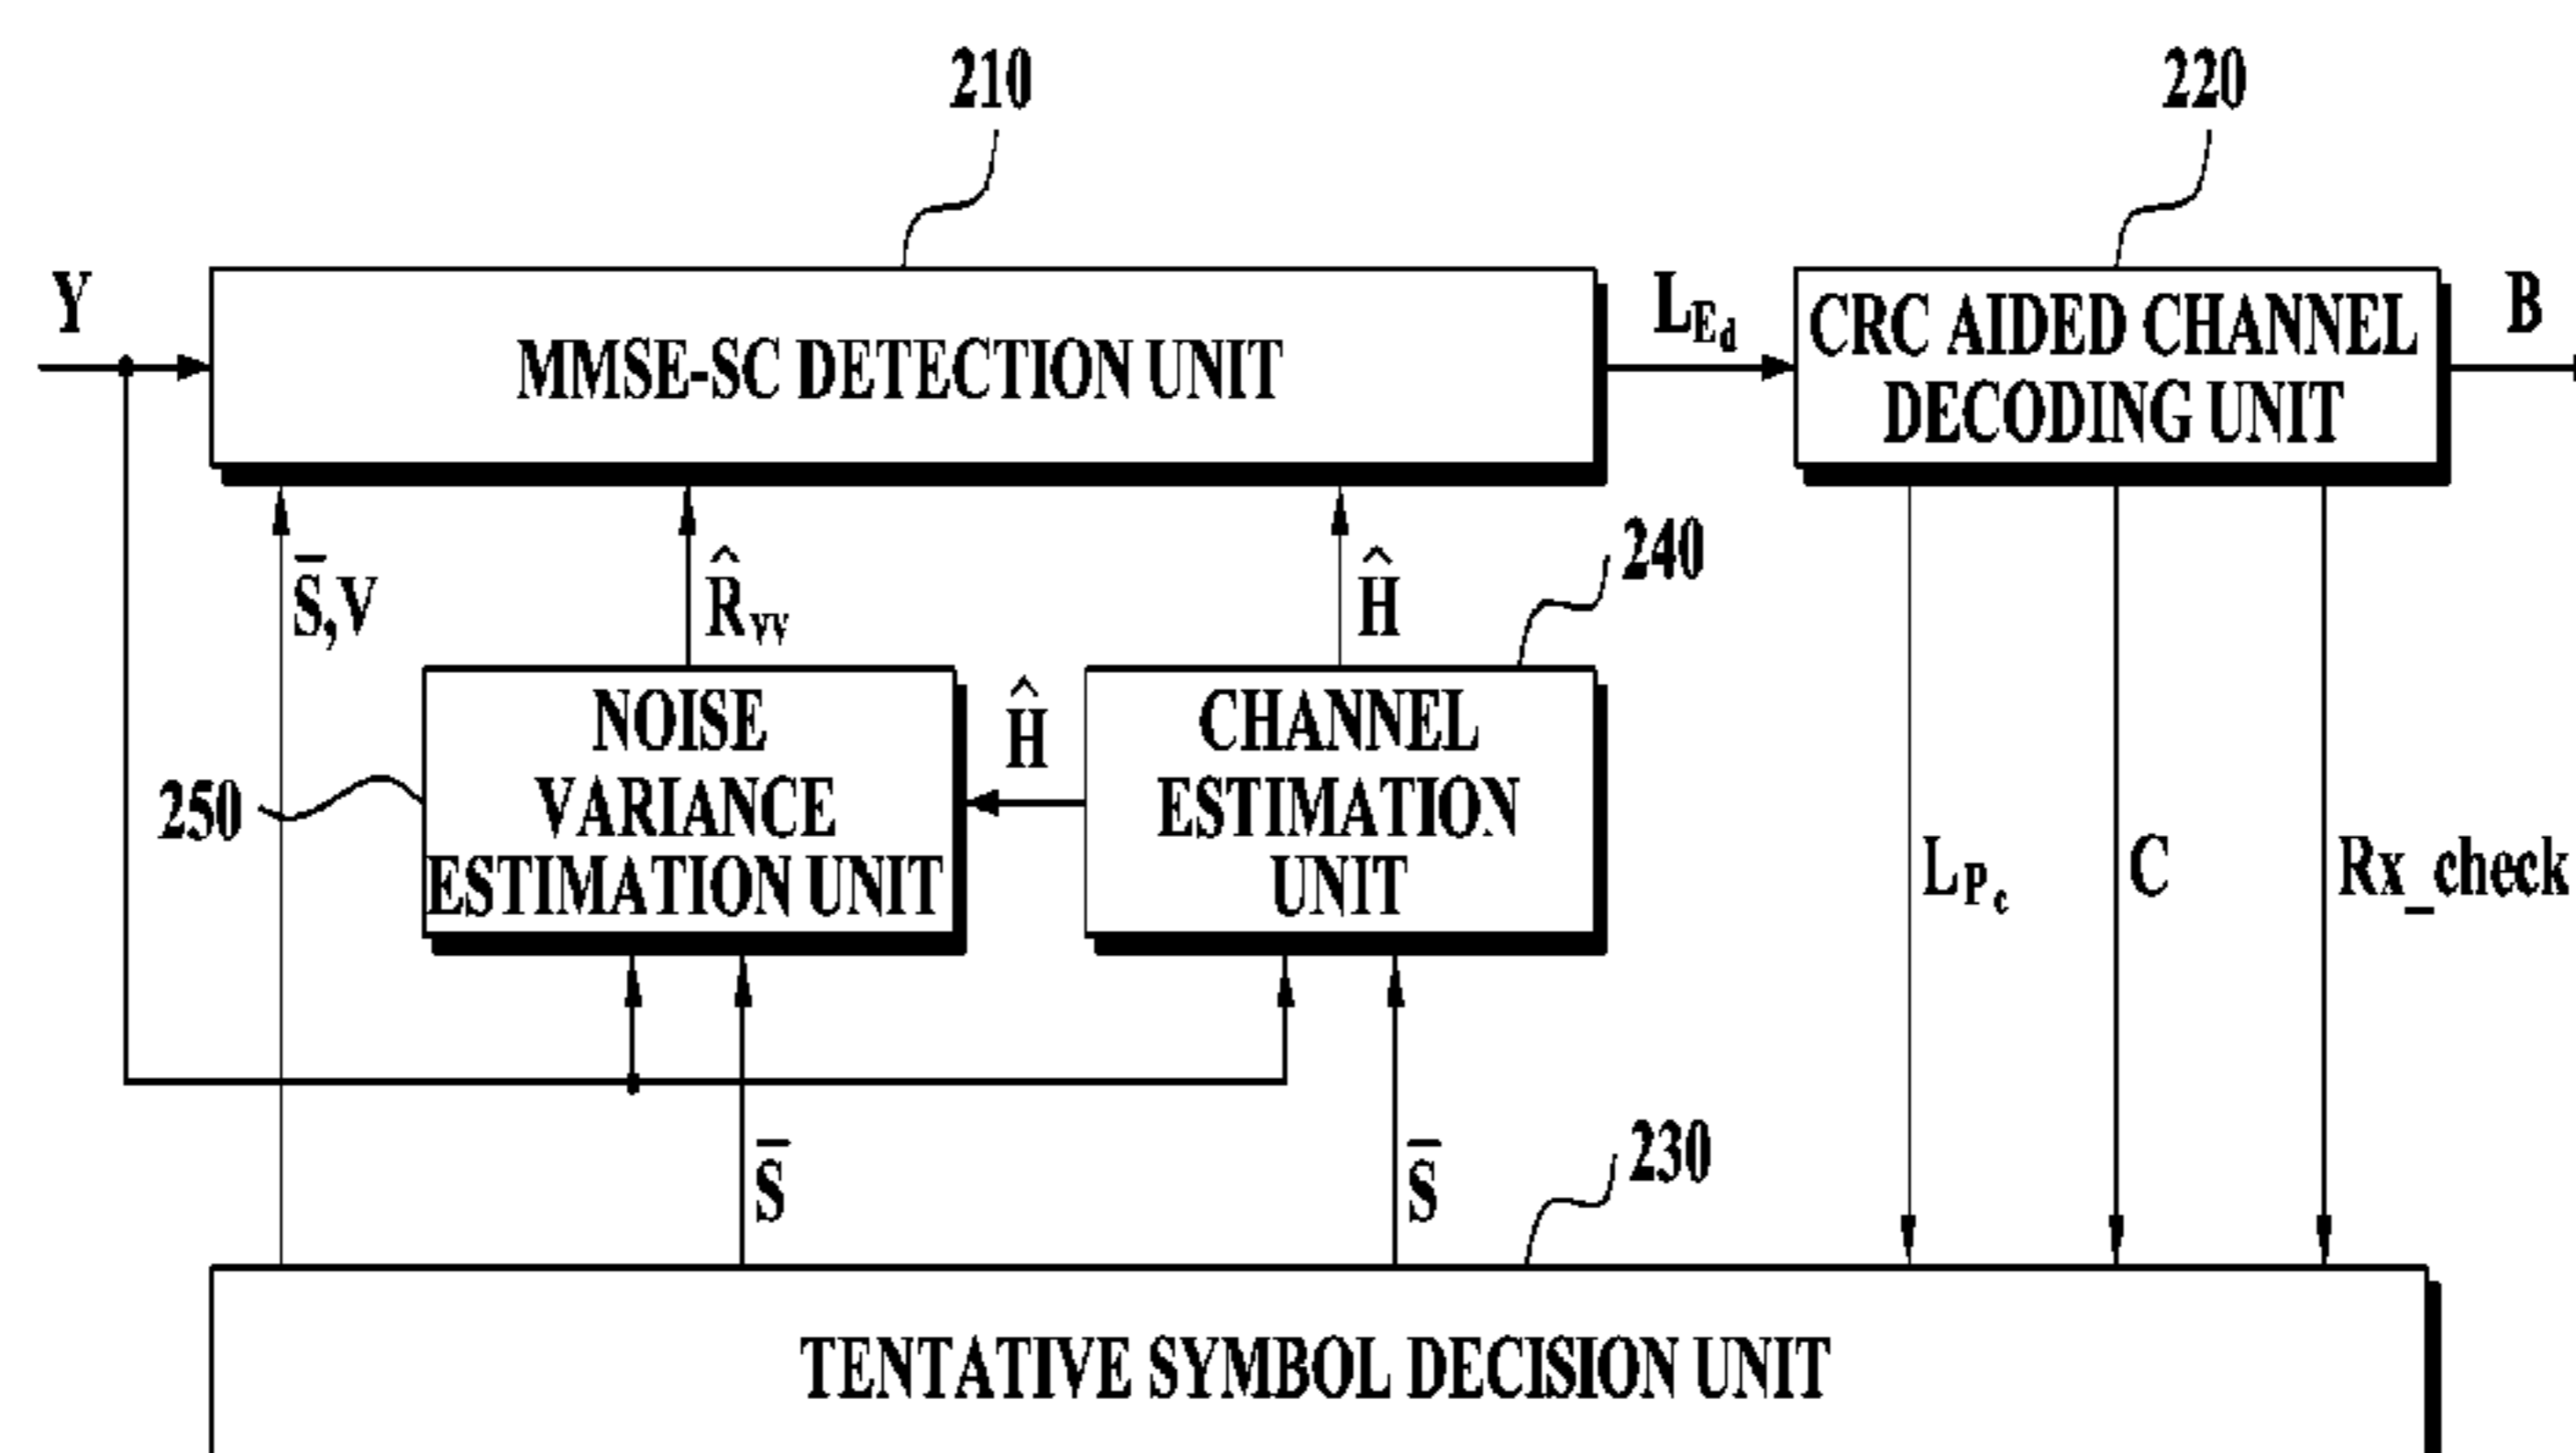 210
220
Y
MMSE-SC DETECTION UNIT
L_{E_d}
CRC AIDED CHANNEL
DECODING UNIT
B
S̄,V
R̂_{vv}
Ĥ
240
250
NOISE
VARIANCE
ESTIMATION UNIT
Ĥ
CHANNEL
ESTIMATION
UNIT
L_{P_c}
C
Rx_check
S̄
S̄
230
TENTATIVE SYMBOL DECISION UNIT